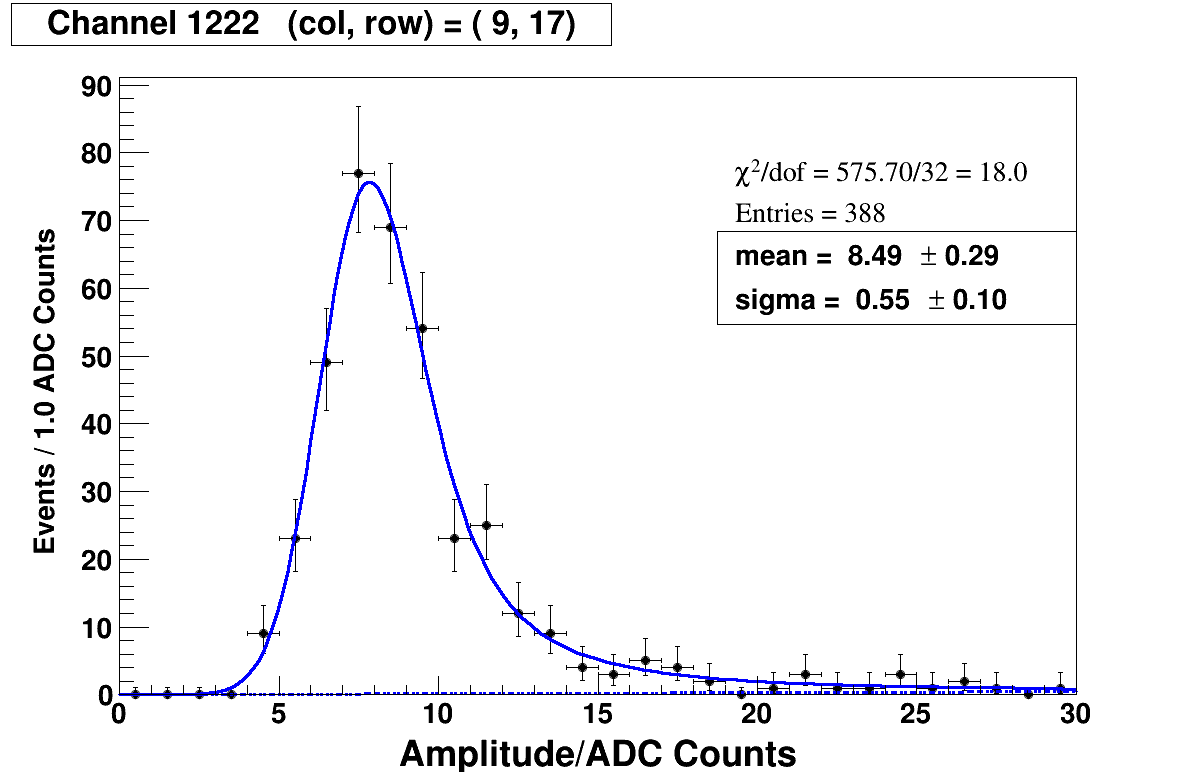 Channel 1222 (col, row) = ( 9, 17)
90
80
70
60
50
40
30
20
10
0
Events / 1.0 ADC Counts
χ²/dof = 575.70/32 = 18.0
Entries = 388
mean = 8.49 ± 0.29
sigma = 0.55 ± 0.10
0 5 10 15 20 25 30
Amplitude/ADC Counts